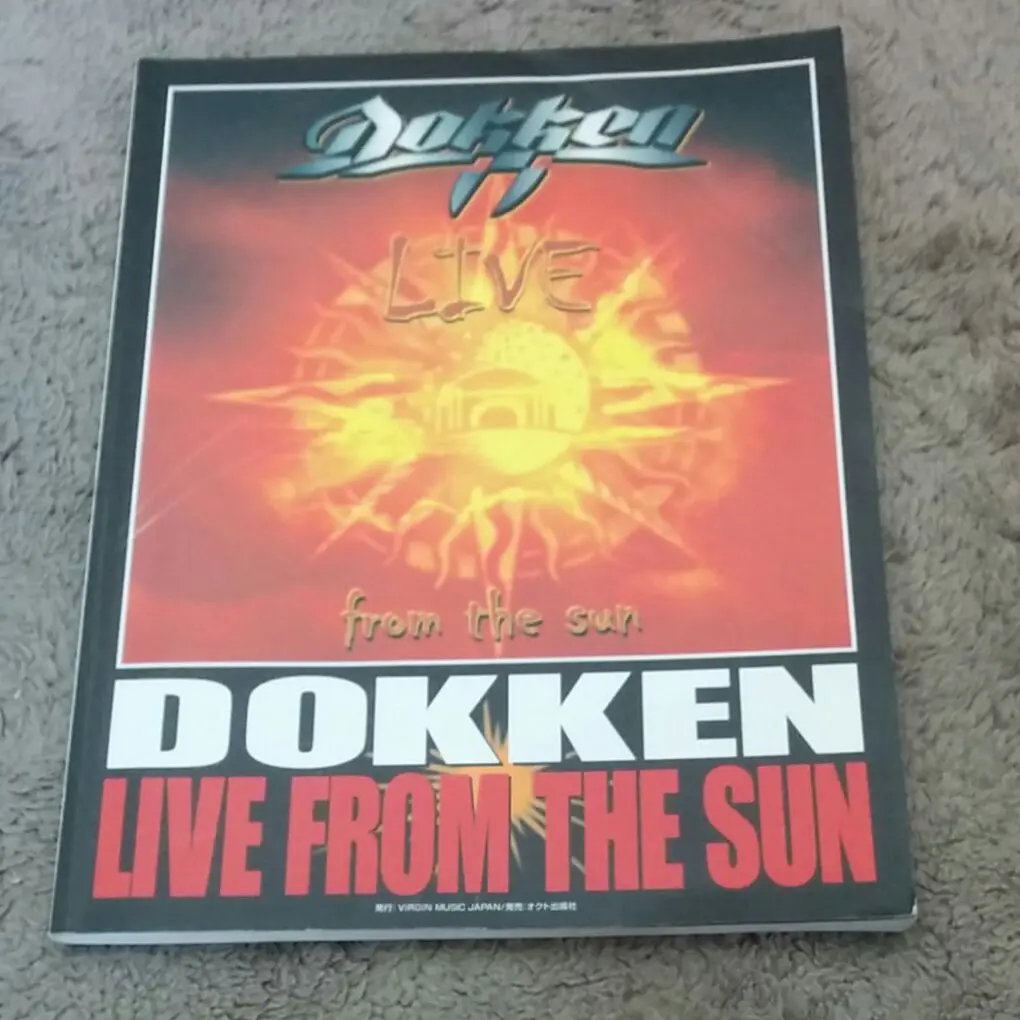 Dokken
LIVE
from the sun
DOKKEN
LIVE FROM THE SUN
発行: VIRGIN MUSIC JAPAN/発売: オクト出版社